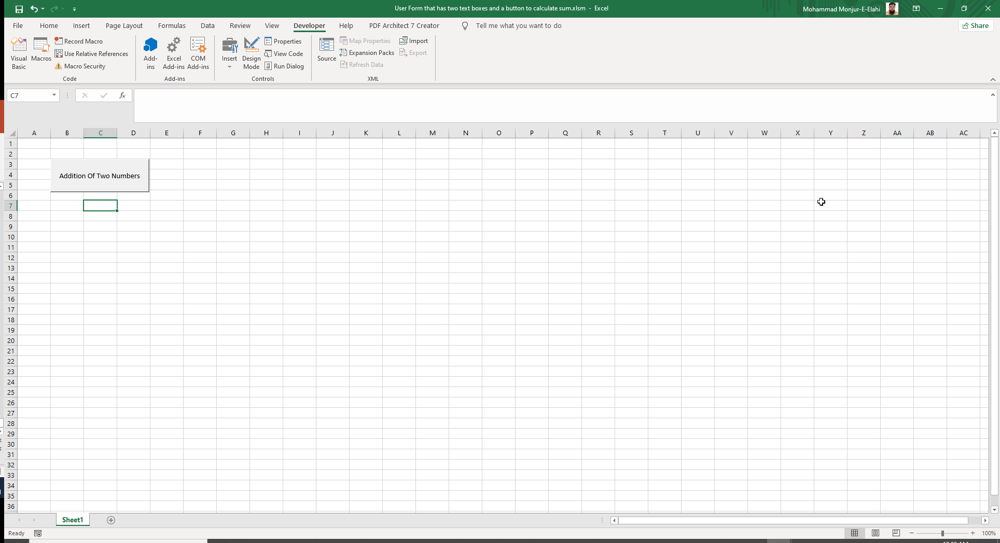 User Form that has two text boxes and a button to calculate sum.xlsm - Excel
Mohammad Monjur-E-Elahi
File Home Insert Page Layout Formulas Data Review View Developer Help PDF Architect 7 Creator Tell me what you want to do Share
Visual Basic
Macros
Record Macro
Use Relative References
Macro Security
Code
Add-ins
Excel Add-ins
COM Add-ins
Add-ins
Insert
Design Mode
Properties
View Code
Run Dialog
Controls
Source
Map Properties
Expansion Packs
Refresh Data
Import
Export
XML
C7
fx
A B C D E F G H I J K L M N O P Q R S T U V W X Y Z AA AB AC
1
2
3
Addition Of Two Numbers
4
5
6
7
8
9
10
11
12
13
14
15
16
17
18
19
20
21
22
23
24
25
26
27
28
29
30
31
32
33
34
35
36
Sheet1
Ready
100%